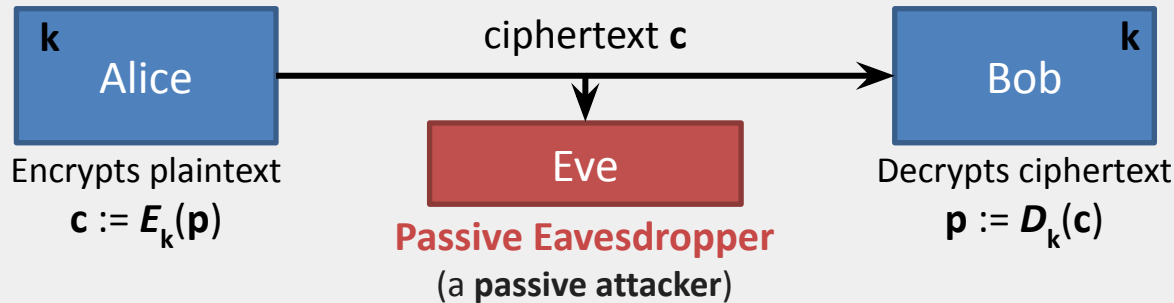 k
Alice
ciphertext c
k
Bob
Eve
Encrypts plaintext
c := Eₖ(p)
Passive Eavesdropper
(a passive attacker)
Decrypts ciphertext
p := Dₖ(c)